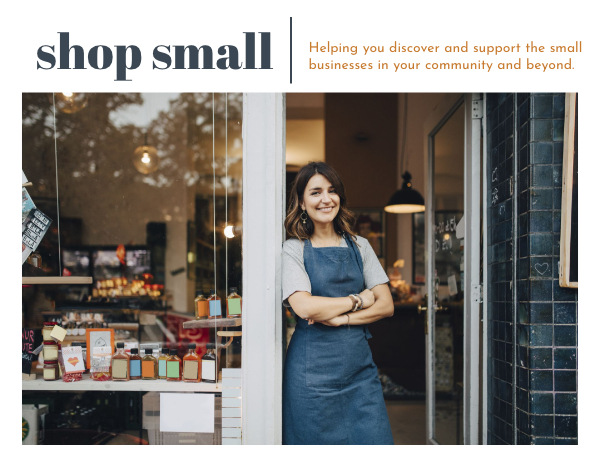 shop small
Helping you discover and support the small
businesses in your community and beyond.